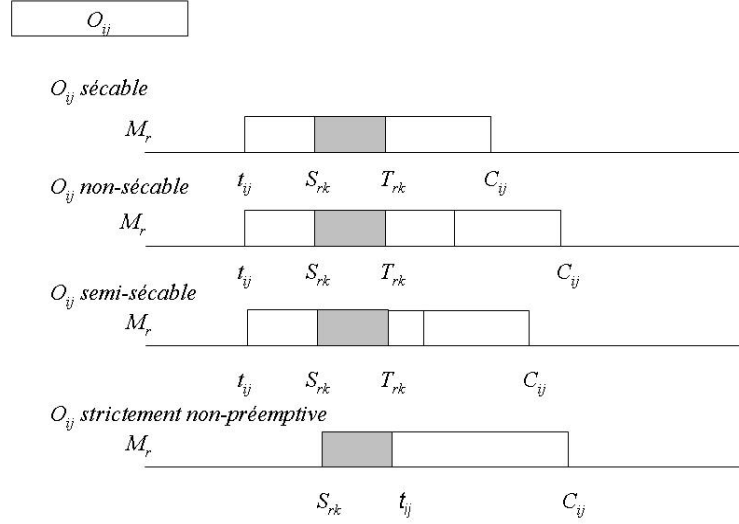 O_ij
O_ij sécable
M_r
t_ij S_rk T_rk C_ij
O_ij non-sécable
M_r
t_ij S_rk T_rk C_ij
O_ij semi-sécable
M_r
t_ij S_rk T_rk C_ij
O_ij strictement non-préemptive
M_r
S_rk t_ij C_ij